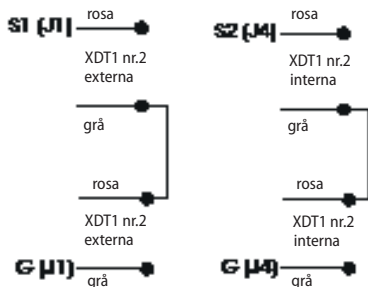 rosa
S1 (J1)
XDT1 nr.2
externa
grå
rosa
XDT1 nr.2
externa
G (J1)
grå
rosa
S2 (J4)
XDT1 nr.2
interna
grå
rosa
XDT1 nr.2
interna
G (J4)
grå